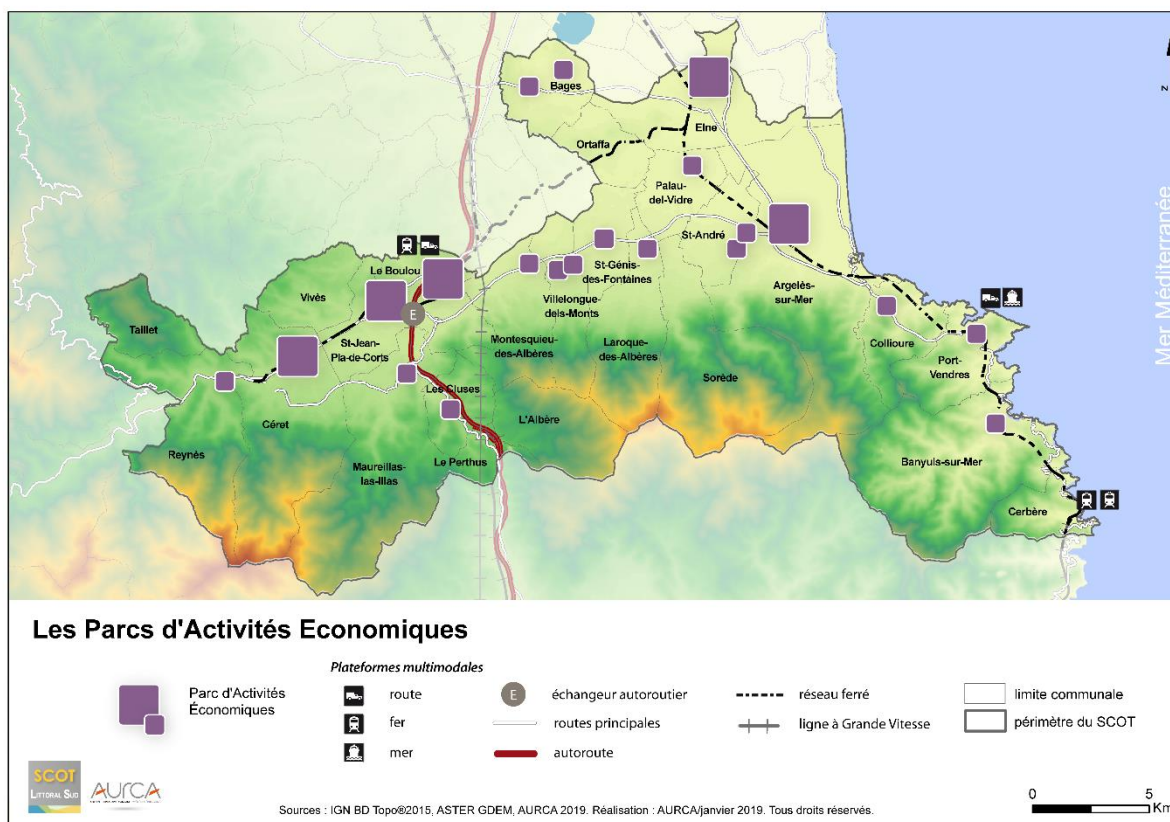 Bages
Elne
Ortaffa
Palau-
del-Vidre
St-André
Le Boulou
St-Génis-
des-Fontaines
Vivès
Villelongue-
dels-Monts
Argelès-
sur-Mer
Taillet
St-Jean-
Pla-de-Corts
E
Montesquieu-
des-Albères
Laroque-
des-Albères
Collioure
Port-
Vendres
Mer Méditerranée
N
Les Cluses
Sorède
L'Albère
Céret
Reynés
Maureillas-
las-Illas
Le Perthus
Banyuls-sur-Mer
Cerbère
Les Parcs d'Activités Economiques
Parc d'Activités
Économiques
Plateformes multimodales
route
fer
mer
E
échangeur autoroutier
routes principales
autoroute
réseau ferré
ligne à Grande Vitesse
limite communale
périmètre du SCOT
SCOT
LITTORAL SUD
AURCA
Sources : IGN BD Topo®2015, ASTER GDEM, AURCA 2019. Réalisation : AURCA/janvier 2019. Tous droits réservés.
0 5
Km